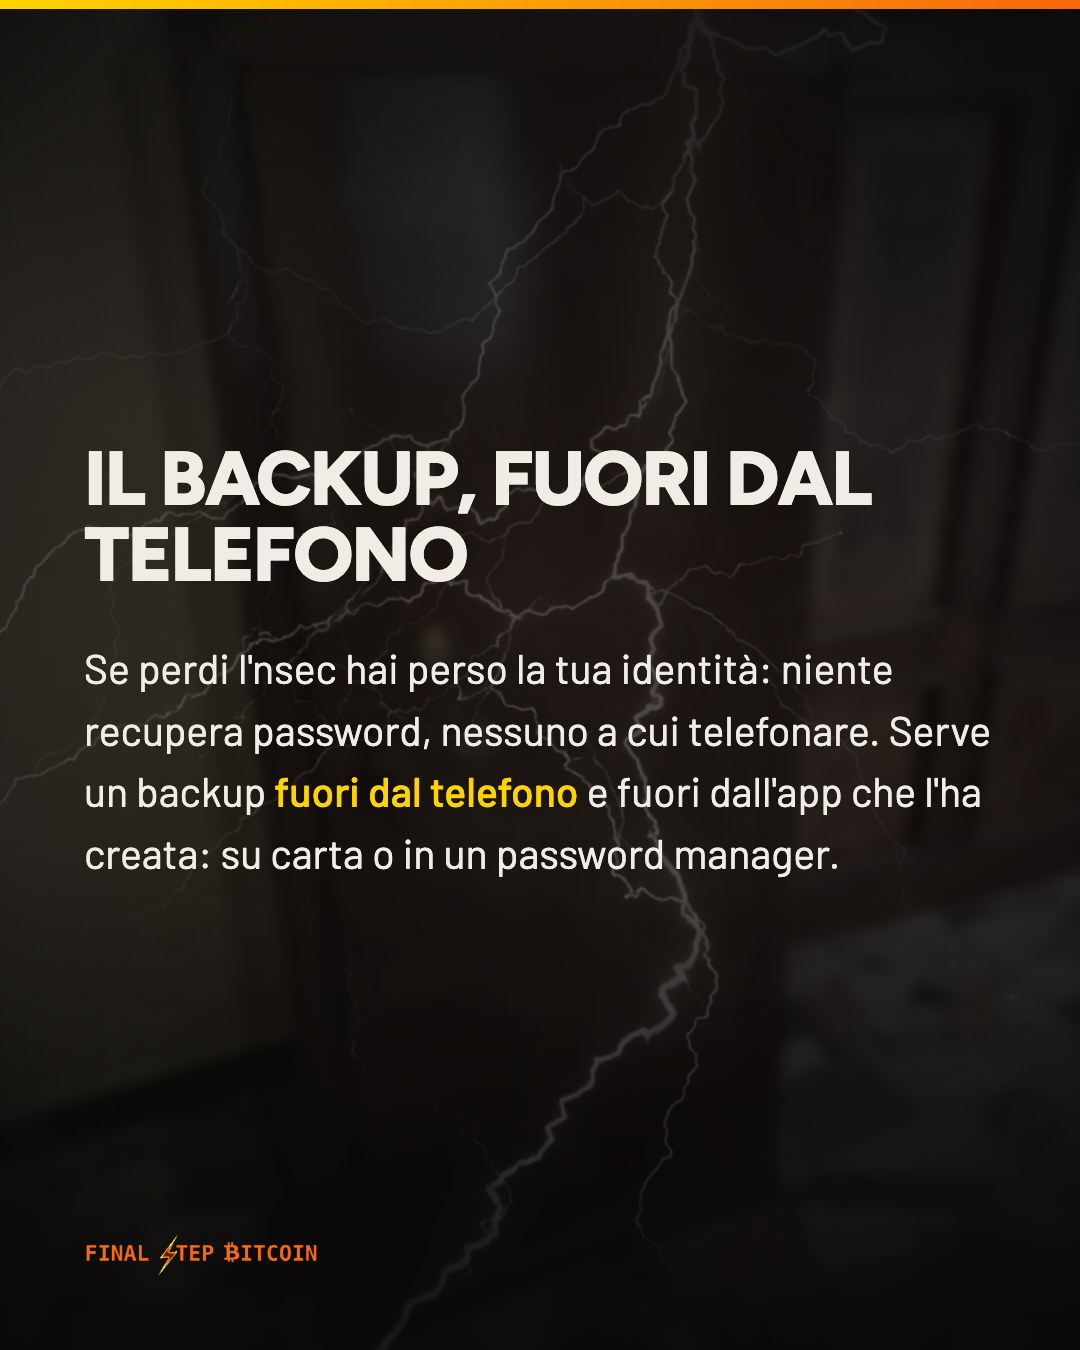 IL BACKUP, FUORI DAL
TELEFONO
Se perdi l'nsec hai perso la tua identità: niente
recupera password, nessuno a cui telefonare. Serve
un backup fuori dal telefono e fuori dall'app che l'ha
creata: su carta o in un password manager.
FINAL STEP BITCOIN